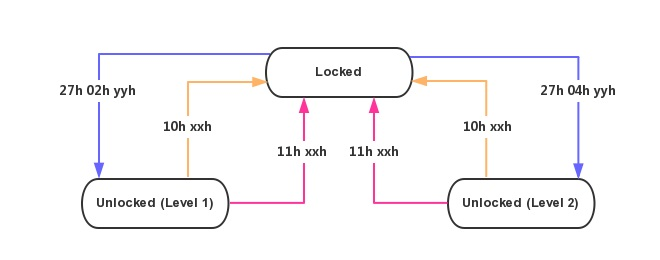 Locked
27h 02h yyh
27h 04h yyh
10h xxh
10h xxh
11h xxh
11h xxh
Unlocked (Level 1)
Unlocked (Level 2)